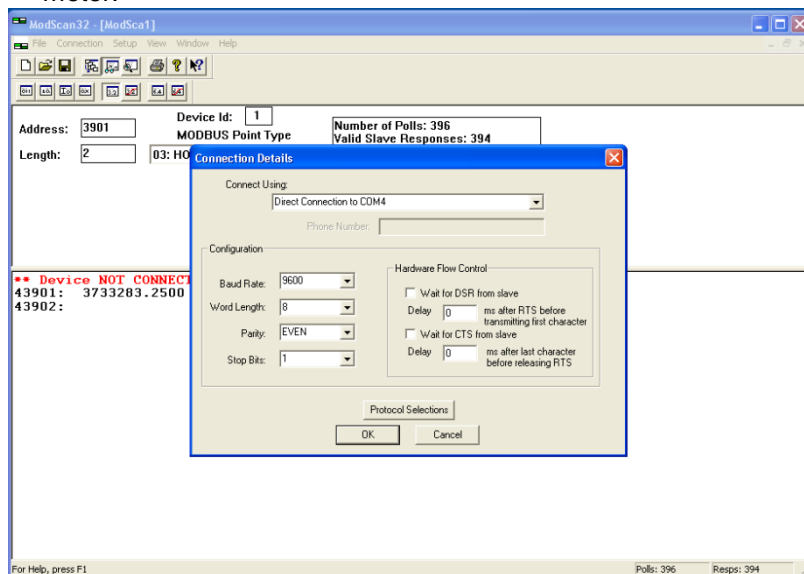 ModScan32 - [ModSca1]
File Connection Setup View Window Help
Address: 3901
Device Id: 1
MODBUS Point Type
Number of Polls: 396
Valid Slave Responses: 394
Length: 2
03: HO
Connection Details
Connect Using:
Direct Connection to COM4
Phone Number:
Configuration
Baud Rate: 9600
Word Length: 8
Parity: EVEN
Stop Bits: 1
Hardware Flow Control
Wait for DSR from slave
Delay 0 ms after RTS before
transmitting first character
Wait for CTS from slave
Delay 0 ms after last character
before releasing RTS
Protocol Selections
OK Cancel
** Device NOT CONNECT
43901: 3733283.2500
43902:
For Help, press F1
Polls: 396 Resps: 394